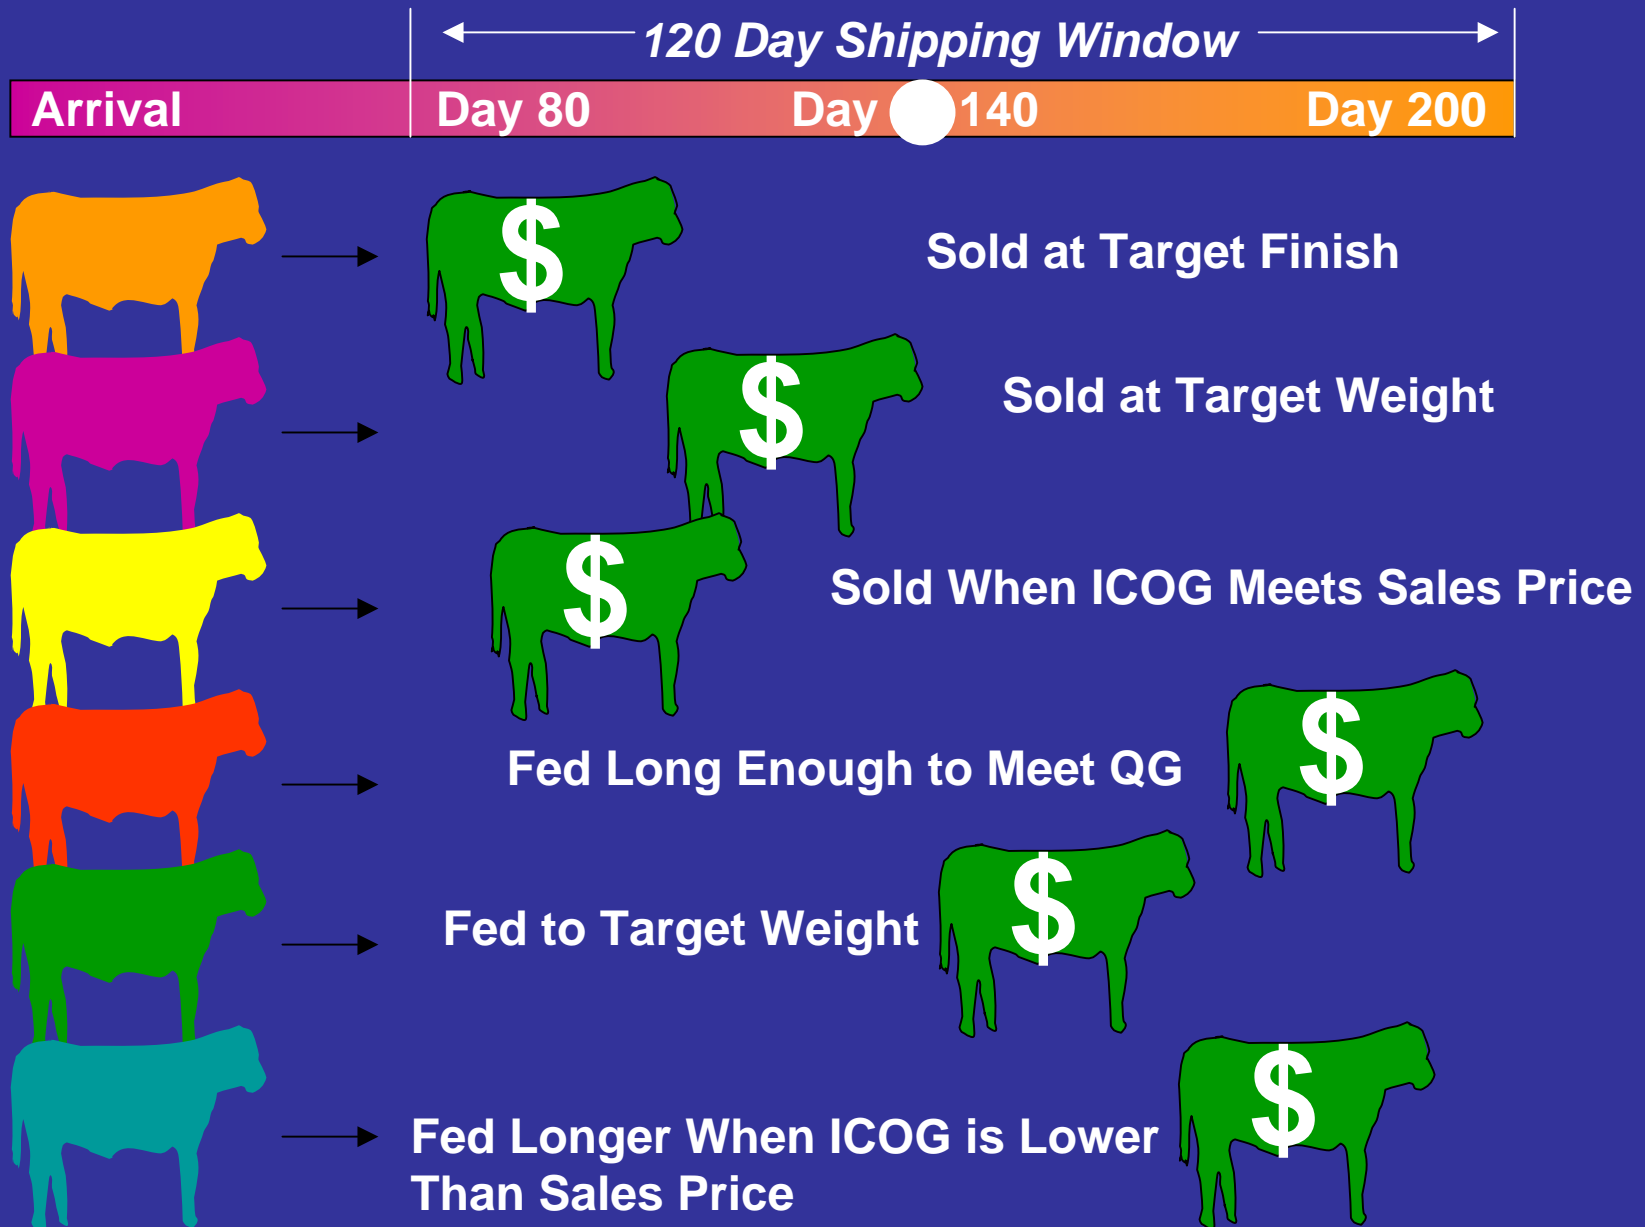 120 Day Shipping Window
Arrival Day 80 Day 140 Day 200
$ Sold at Target Finish
$ Sold at Target Weight
$ Sold When ICOG Meets Sales Price
Fed Long Enough to Meet QG $
Fed to Target Weight $
Fed Longer When ICOG is Lower $
Than Sales Price